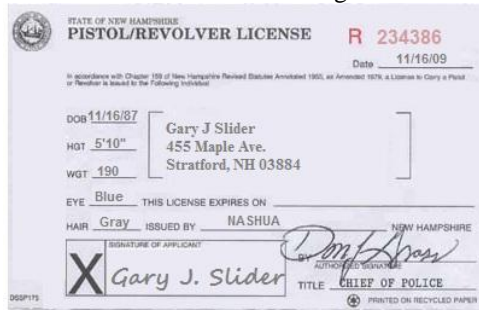 STATE OF NEW HAMPSHIRE
PISTOL/REVOLVER LICENSE
R 234386
Date 11/16/09
In accordance with Chapter 159 of New Hampshire Revised Statutes Annotated 1955, as Amended 1979, a License to Carry a Pistol
or Revolver is issued to the Following Individual
DOB 11/16/87
Gary J Slider
HGT 5'10"
455 Maple Ave.
Stratford, NH 03884
WGT 190
EYE Blue THIS LICENSE EXPIRES ON
HAIR Gray ISSUED BY NASHUA NEW HAMPSHIRE
SIGNATURE OF APPLICANT
X Gary J. Slider
BY
AUTHORIZED SIGNATURE
TITLE CHIEF OF POLICE
DSSP175
PRINTED ON RECYCLED PAPER